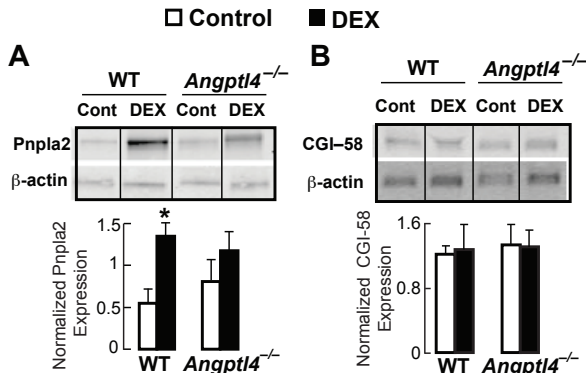 Control DEX
A
WT Angptl4–/–
Cont DEX Cont DEX
Pnpla2
β-actin
Normalized Pnpla2
Expression
1.5
1
0.5
0
*
WT Angptl4–/–
B
WT Angptl4–/–
Cont DEX Cont DEX
CGI–58
β-actin
Normalized CGI-58
Expression
1.6
0.8
0
WT Angptl4–/–